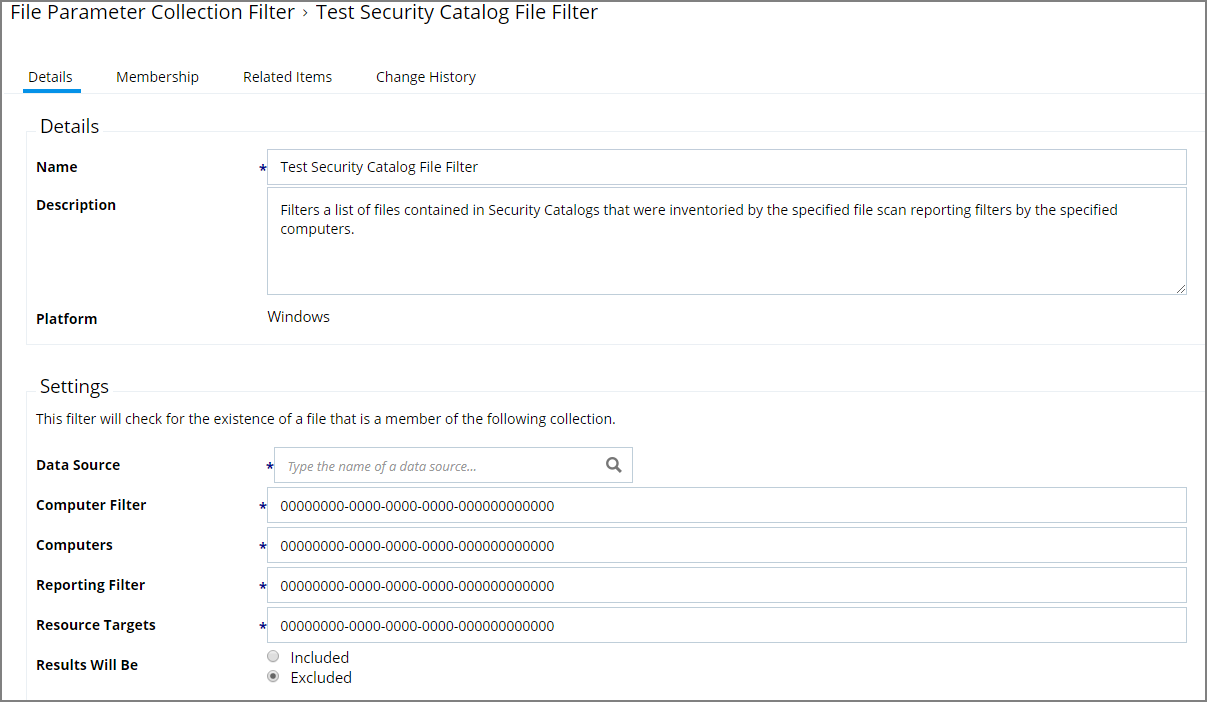 File Parameter Collection Filter › Test Security Catalog File Filter
Details Membership Related Items Change History
Details
Name * Test Security Catalog File Filter
Description Filters a list of files contained in Security Catalogs that were inventoried by the specified file scan reporting filters by the specified
computers.
Platform Windows
Settings
This filter will check for the existence of a file that is a member of the following collection.
Data Source * Type the name of a data source...
Computer Filter * 00000000-0000-0000-0000-000000000000
Computers * 00000000-0000-0000-0000-000000000000
Reporting Filter * 00000000-0000-0000-0000-000000000000
Resource Targets * 00000000-0000-0000-0000-000000000000
Results Will Be Included
Excluded